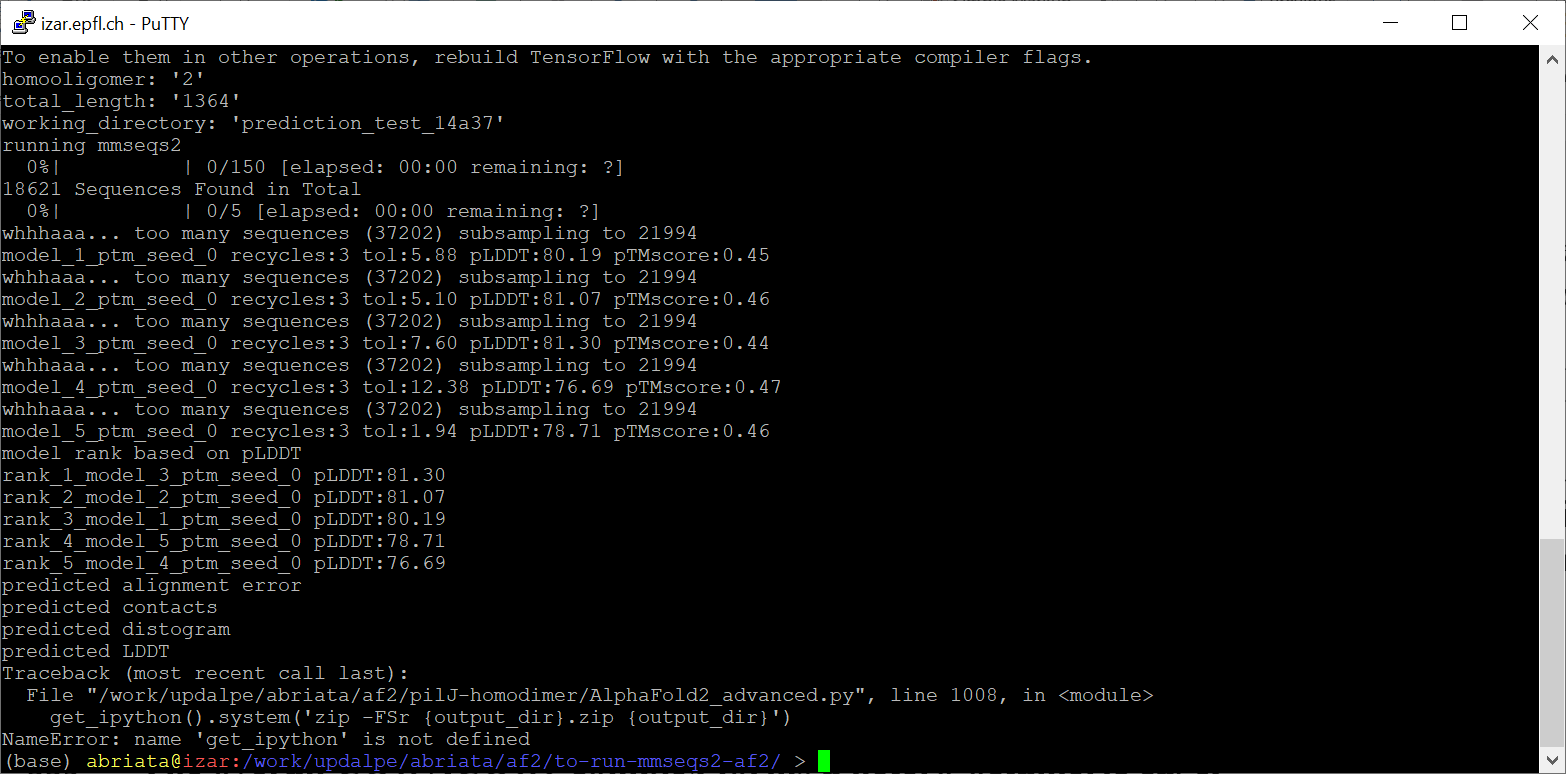 izar.epfl.ch - PuTTY
To enable them in other operations, rebuild TensorFlow with the appropriate compiler flags.
homooligomer: '2'
total_length: '1364'
working_directory: 'prediction_test_14a37'
running mmseqs2
  0%|          | 0/150 [elapsed: 00:00 remaining: ?]
18621 Sequences Found in Total
  0%|          | 0/5 [elapsed: 00:00 remaining: ?]
whhhaaa... too many sequences (37202) subsampling to 21994
model_1_ptm_seed_0 recycles:3 tol:5.88 pLDDT:80.19 pTMscore:0.45
whhhaaa... too many sequences (37202) subsampling to 21994
model_2_ptm_seed_0 recycles:3 tol:5.10 pLDDT:81.07 pTMscore:0.46
whhhaaa... too many sequences (37202) subsampling to 21994
model_3_ptm_seed_0 recycles:3 tol:7.60 pLDDT:81.30 pTMscore:0.44
whhhaaa... too many sequences (37202) subsampling to 21994
model_4_ptm_seed_0 recycles:3 tol:12.38 pLDDT:76.69 pTMscore:0.47
whhhaaa... too many sequences (37202) subsampling to 21994
model_5_ptm_seed_0 recycles:3 tol:1.94 pLDDT:78.71 pTMscore:0.46
model rank based on pLDDT
rank_1_model_3_ptm_seed_0 pLDDT:81.30
rank_2_model_2_ptm_seed_0 pLDDT:81.07
rank_3_model_1_ptm_seed_0 pLDDT:80.19
rank_4_model_5_ptm_seed_0 pLDDT:78.71
rank_5_model_4_ptm_seed_0 pLDDT:76.69
predicted alignment error
predicted contacts
predicted distogram
predicted LDDT
Traceback (most recent call last):
  File "/work/updalpe/abriata/af2/pilJ-homodimer/AlphaFold2_advanced.py", line 1008, in <module>
    get_ipython().system('zip -FSr {output_dir}.zip {output_dir}')
NameError: name 'get_ipython' is not defined
(base) abriata@izar:/work/updalpe/abriata/af2/to-run-mmseqs2-af2/ >